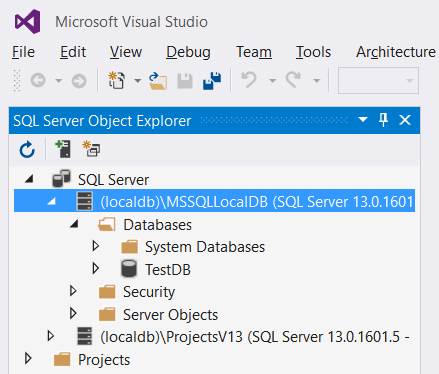 Microsoft Visual Studio
File Edit View Debug Team Tools Architecture
SQL Server Object Explorer
SQL Server
(localdb)\MSSQLLocalDB (SQL Server 13.0.1601
Databases
System Databases
TestDB
Security
Server Objects
(localdb)\ProjectsV13 (SQL Server 13.0.1601.5 -
Projects